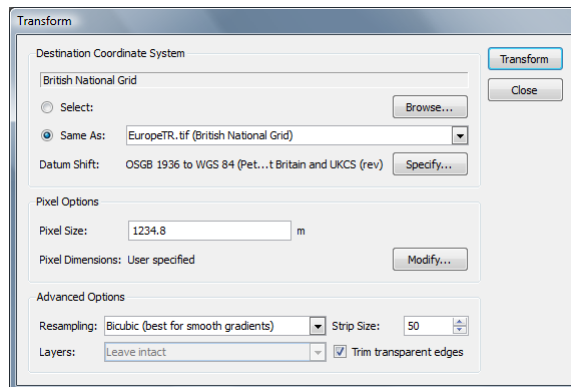 Transform
Destination Coordinate System
Transform
British National Grid
Close
Select:
Browse...
Same As:
EuropeTR.tif (British National Grid)
Datum Shift:
OSGB 1936 to WGS 84 (Pet...t Britain and UKCS (rev)
Specify...
Pixel Options
Pixel Size:
1234.8
m
Pixel Dimensions:
User specified
Modify...
Advanced Options
Resampling:
Bicubic (best for smooth gradients)
Strip Size:
50
Layers:
Leave intact
Trim transparent edges